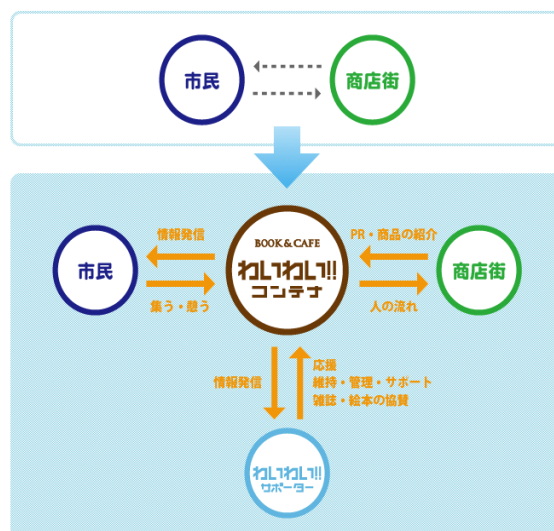 市民
商店街
情報発信
BOOK & CAFE
PR・商品の紹介
市民
わいわい!!
コンテナ
商店街
集う・憩う
人の流れ
情報発信
応援
維持・管理・サポート
雑誌・絵本の協賛
わいわい!!
サポーター